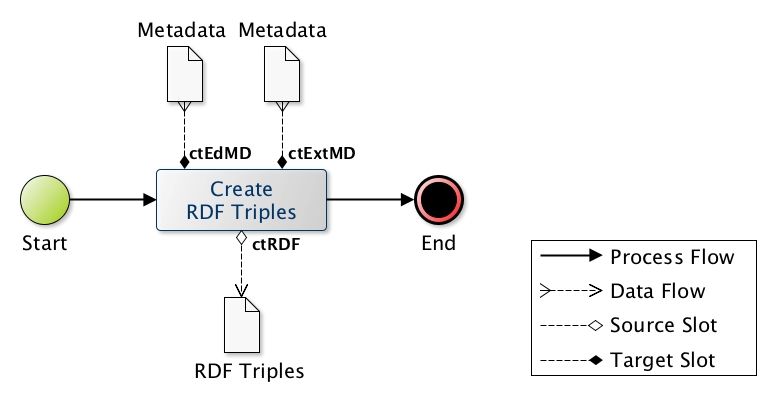 Metadata
Metadata
ctEdMD
ctExtMD
Create
RDF Triples
Start
ctRDF
End
RDF Triples
Process Flow
Data Flow
Source Slot
Target Slot